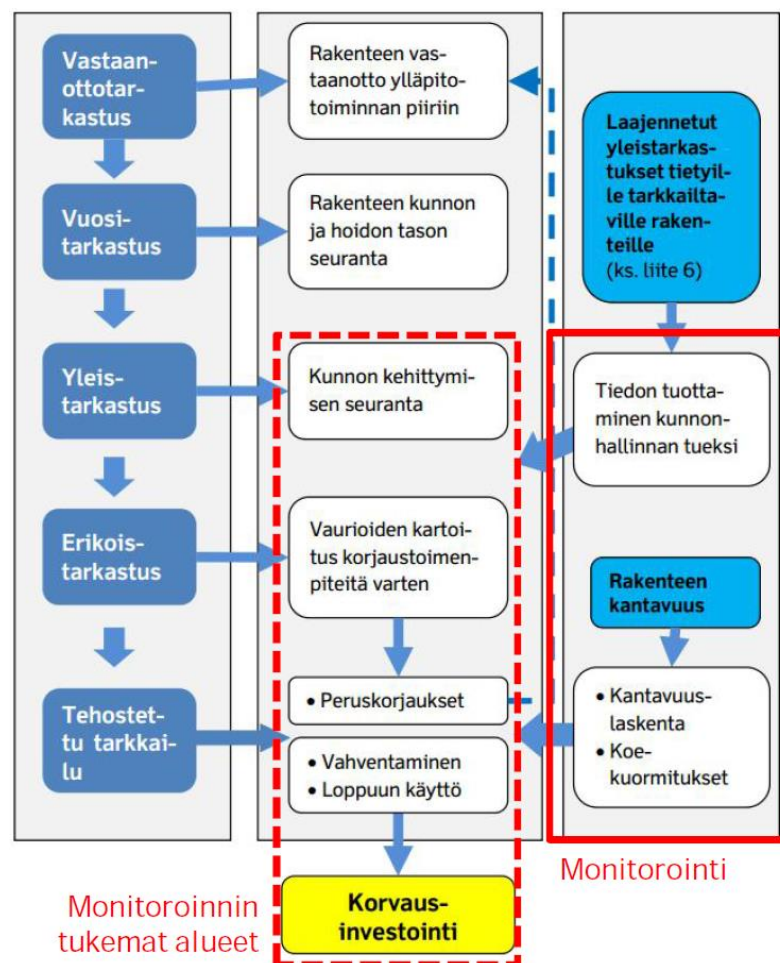 Vastaan-
ottotar-
kastus
Rakenteen vas-
taanotto ylläpito-
toiminnan piiriin
Vuosi-
tarkastus
Rakenteen kunnon
ja hoidon tason
seuranta
Yleis-
tarkastus
Kunnon kehittymi-
sen seuranta
Erikois-
tarkastus
Vaurioiden kartoi-
tus korjaustoimen-
piteitä varten
• Peruskorjaukset
Tehostet-
tu tarkkai-
lu
• Vahventaminen
• Loppuun käyttö
Korvaus-
investointi
Laajennetut
yleistarkas-
tukset tietyil-
le tarkkailta-
ville raken-
teille
(ks. liite 6)
Tiedon tuotta-
minen kunnon-
hallinnan tueksi
Rakenteen
kantavuus
• Kantavuus-
laskenta
• Koe-
kuormitukset
Monitorointi
Monitoroinnin
tukemat alueet